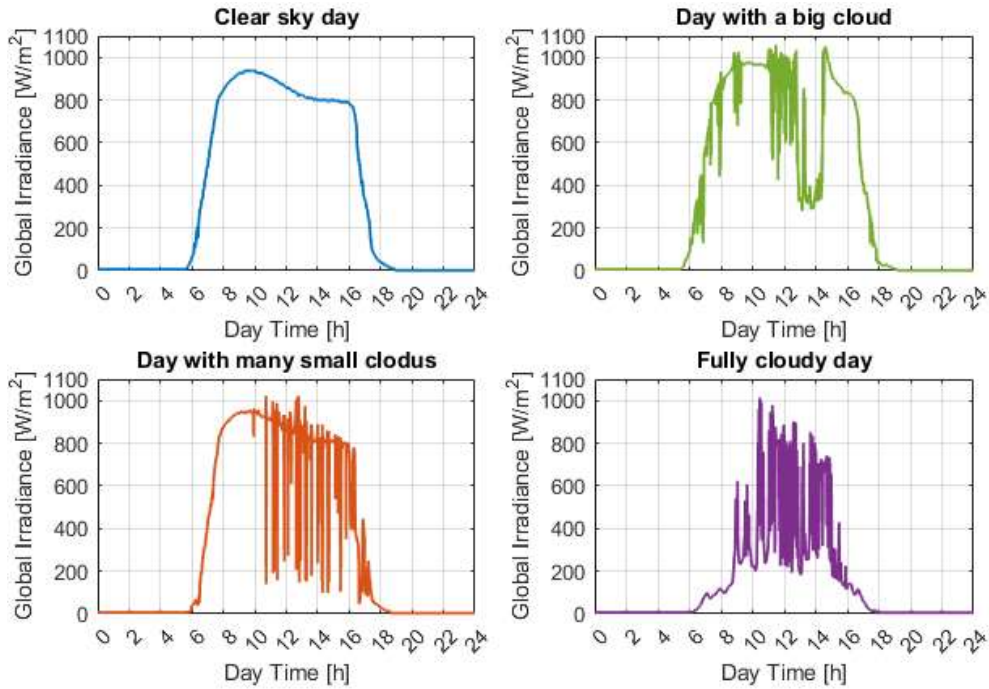 Clear sky day
Global Irradiance [W/m²]
1100
1000
800
600
400
200
0
0 2 4 6 8 10 12 14 16 18 20 22 24
Day Time [h]
Day with a big cloud
Global Irradiance [W/m²]
1100
1000
800
600
400
200
0
0 2 4 6 8 10 12 14 16 18 20 22 24
Day Time [h]
Day with many small clodus
Global Irradiance [W/m²]
1100
1000
800
600
400
200
0
0 2 4 6 8 10 12 14 16 18 20 22 24
Day Time [h]
Fully cloudy day
Global Irradiance [W/m²]
1100
1000
800
600
400
200
0
0 2 4 6 8 10 12 14 16 18 20 22 24
Day Time [h]